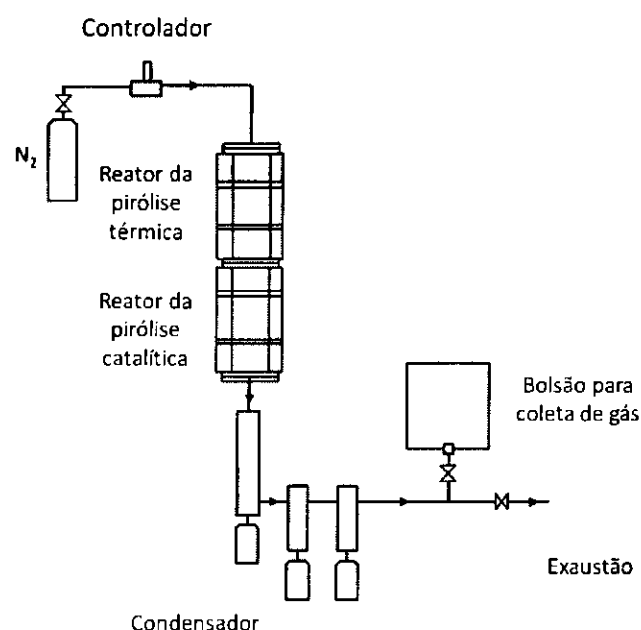 Controlador
N₂
Reator da
pirólise
térmica
Reator da
pirólise
catalítica
Bolsão para
coleta de gás
Exaustão
Condensador